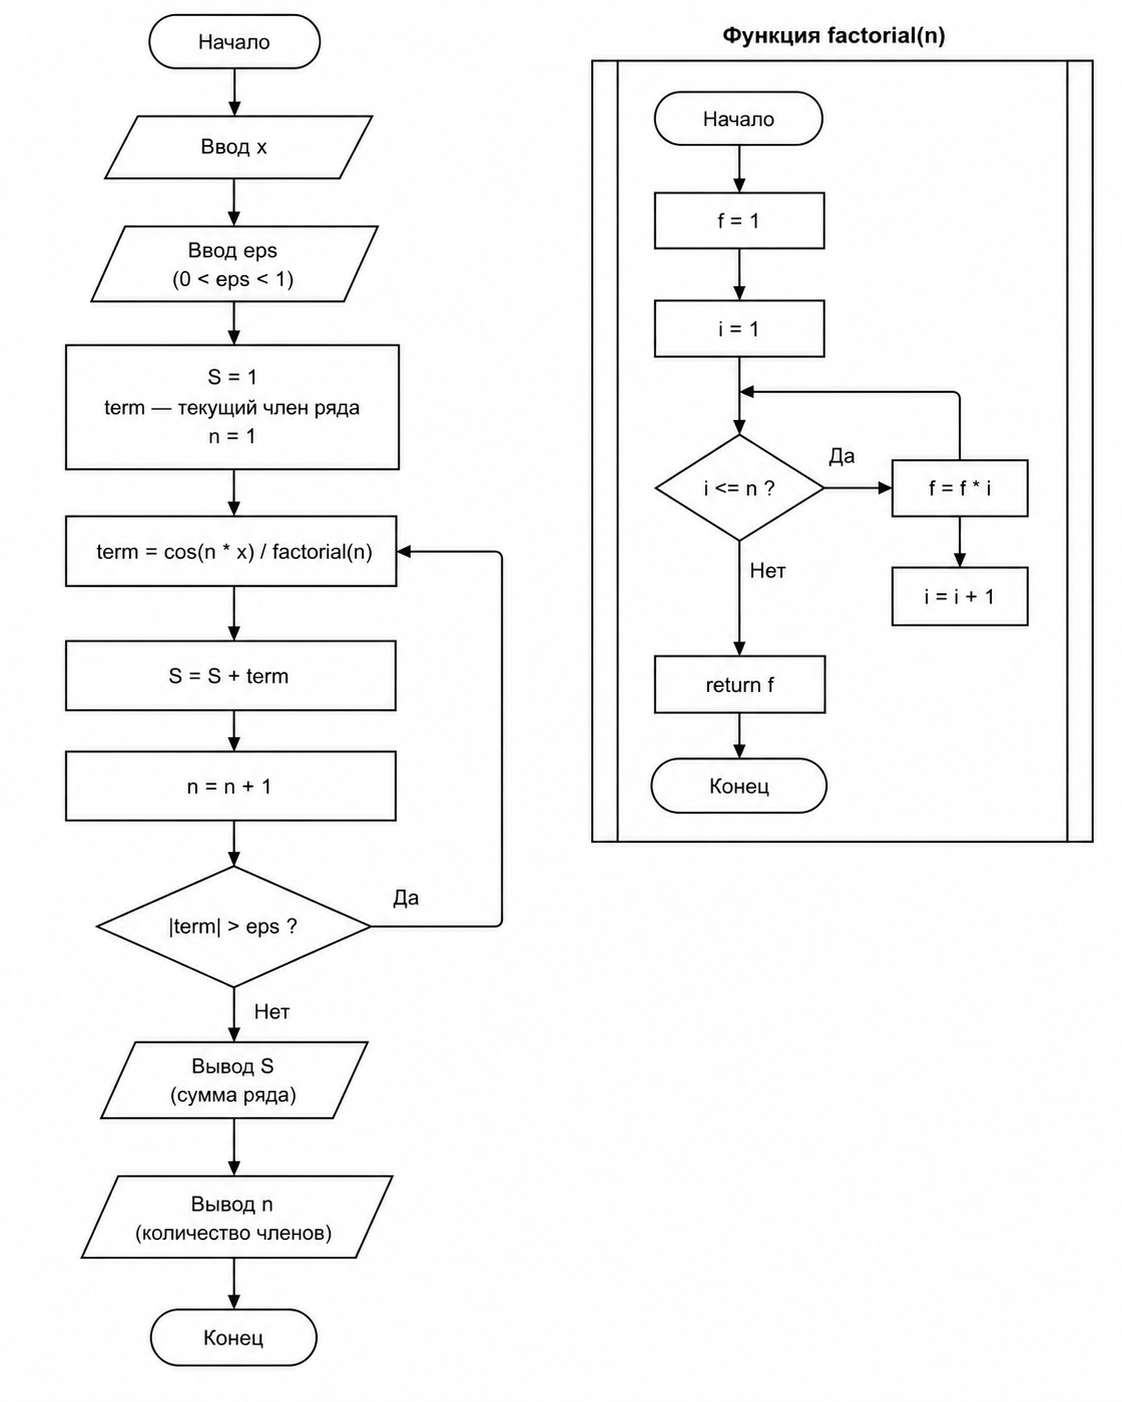 Начало
Ввод x
Ввод eps
(0 < eps < 1)
S = 1
term — текущий член ряда
n = 1
term = cos(n * x) / factorial(n)
S = S + term
n = n + 1
|term| > eps ?
Да
Нет
Вывод S
(сумма ряда)
Вывод n
(количество членов)
Конец
Функция factorial(n)
Начало
f = 1
i = 1
i <= n ?
Да
f = f * i
i = i + 1
Нет
return f
Конец